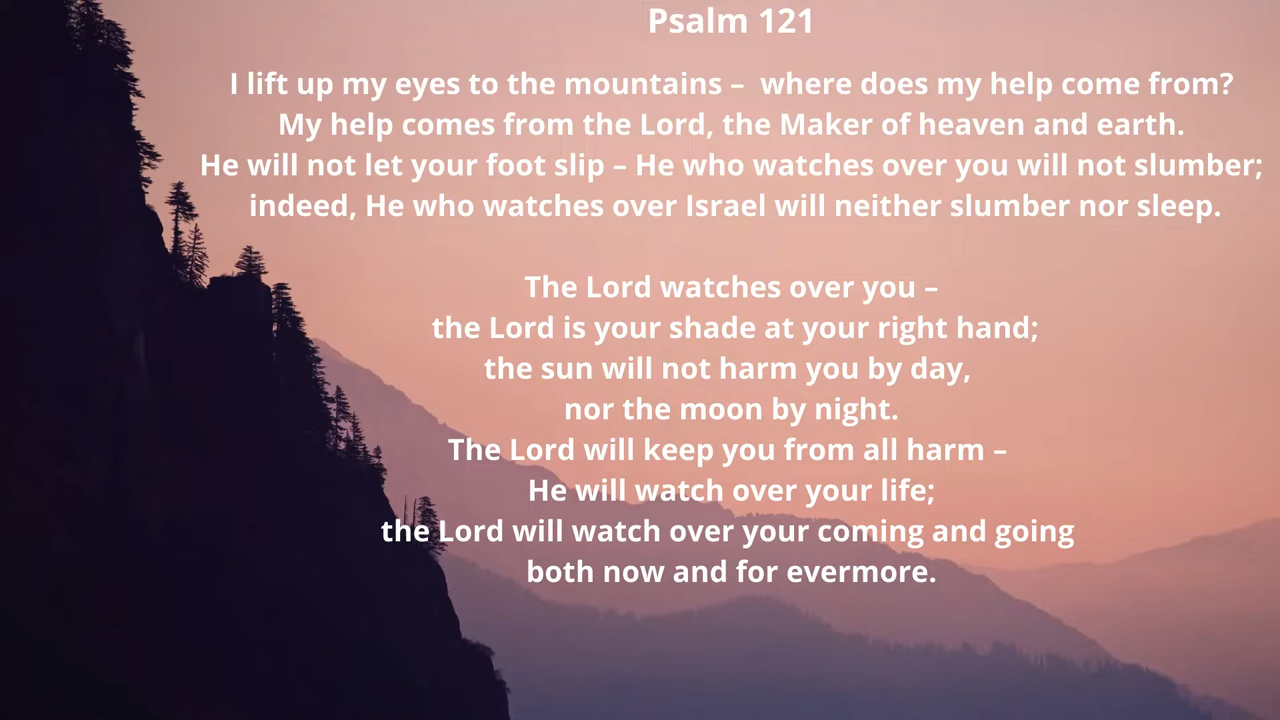 Psalm 121
I lift up my eyes to the mountains –  where does my help come from?
My help comes from the Lord, the Maker of heaven and earth.
He will not let your foot slip – He who watches over you will not slumber;
indeed, He who watches over Israel will neither slumber nor sleep.
The Lord watches over you –
the Lord is your shade at your right hand;
the sun will not harm you by day,
nor the moon by night.
The Lord will keep you from all harm –
He will watch over your life;
the Lord will watch over your coming and going
both now and for evermore.